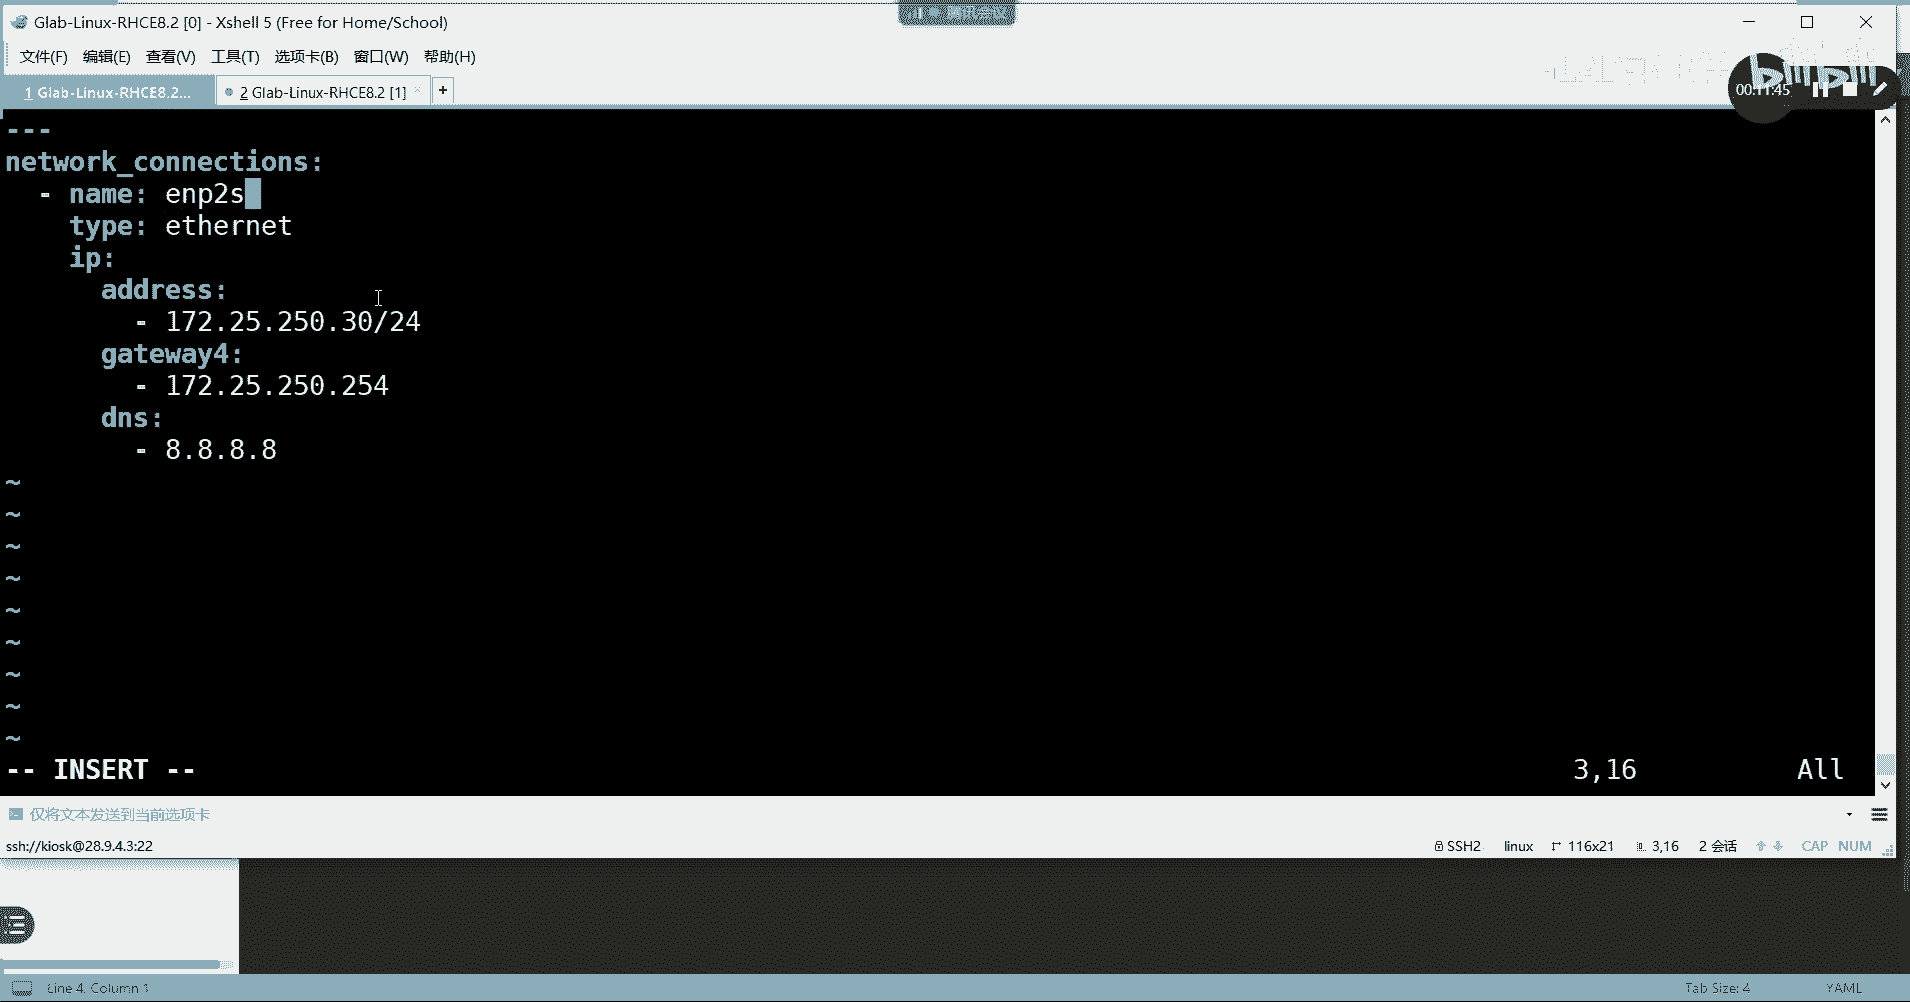 Glab-Linux-RHCE8.2 [0] - Xshell 5 (Free for Home/School)
腾讯会议
文件(F) 编辑(E) 查看(V) 工具(T) 选项卡(B) 窗口(W) 帮助(H)
1 Glab-Linux-RHCE8.2... 2 Glab-Linux-RHCE8.2 [1] × +
bilibili
00:11:45
---
network_connections:
  - name: enp2s
    type: ethernet
    ip:
      address:
        - 172.25.250.30/24
      gateway4:
        - 172.25.250.254
      dns:
        - 8.8.8.8
~
~
~
~
~
~
~
~
~
-- INSERT -- 3,16 All
仅将文本发送到当前选项卡
ssh://kiosk@28.9.4.3:22 SSH2 linux 116x21 3,16 2 会话 CAP NUM
Line 4, Column 1 Tab Size: 4 YAML